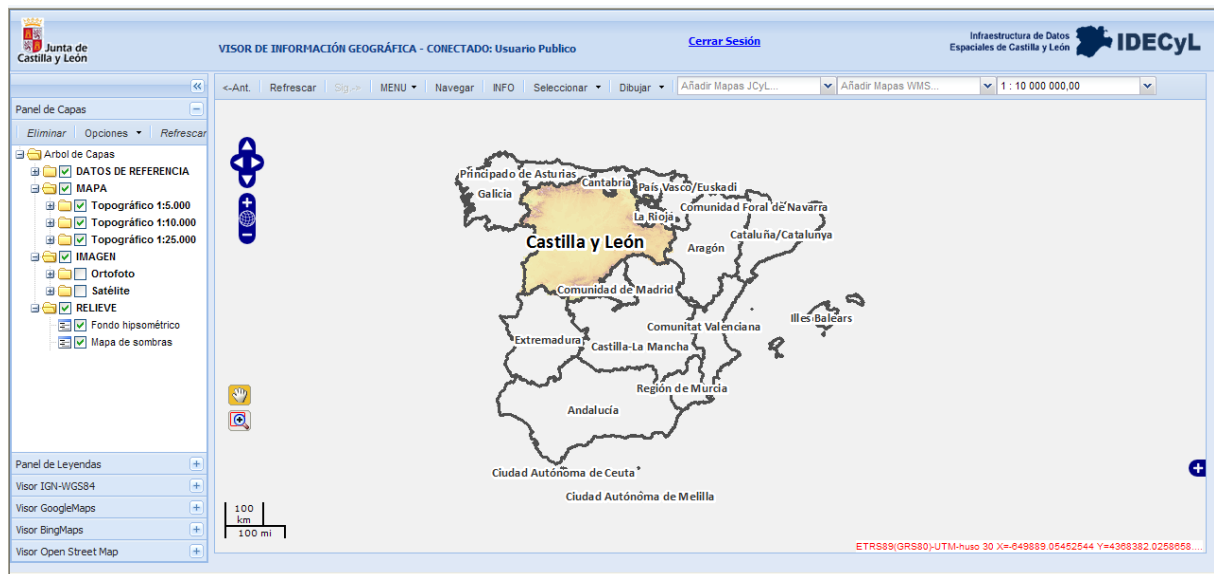 Junta de
Castilla y León
VISOR DE INFORMACIÓN GEOGRÁFICA - CONECTADO: Usuario Publico
Cerrar Sesión
Infraestructura de Datos
Espaciales de Castilla y León
IDECyL
<-Ant.
Refrescar
Sig.->
MENU
Navegar
INFO
Seleccionar
Dibujar
Añadir Mapas JCyL...
Añadir Mapas WMS...
1 : 10 000 000,00
Panel de Capas
Eliminar
Opciones
Refrescar
Arbol de Capas
DATOS DE REFERENCIA
MAPA
Topográfico 1:5.000
Topográfico 1:10.000
Topográfico 1:25.000
IMAGEN
Ortofoto
Satélite
RELIEVE
Fondo hipsométrico
Mapa de sombras
Panel de Leyendas
Visor IGN-WGS84
Visor GoogleMaps
Visor BingMaps
Visor Open Street Map
Principado de Asturias
Cantabria
País Vasco/Euskadi
Galicia
Comunidad Foral de Navarra
La Rioja
Castilla y León
Cataluña/Catalunya
Aragón
Comunidad de Madrid
Illes Balears
Comunitat Valenciana
Extremadura
Castilla-La Mancha
Región de Murcia
Andalucía
Ciudad Autónoma de Ceuta
Ciudad Autónoma de Melilla
100
km
100 mi
ETRS89(GRS80)-UTM-huso 30 X=-649889.05452544 Y=4368382.0258658....